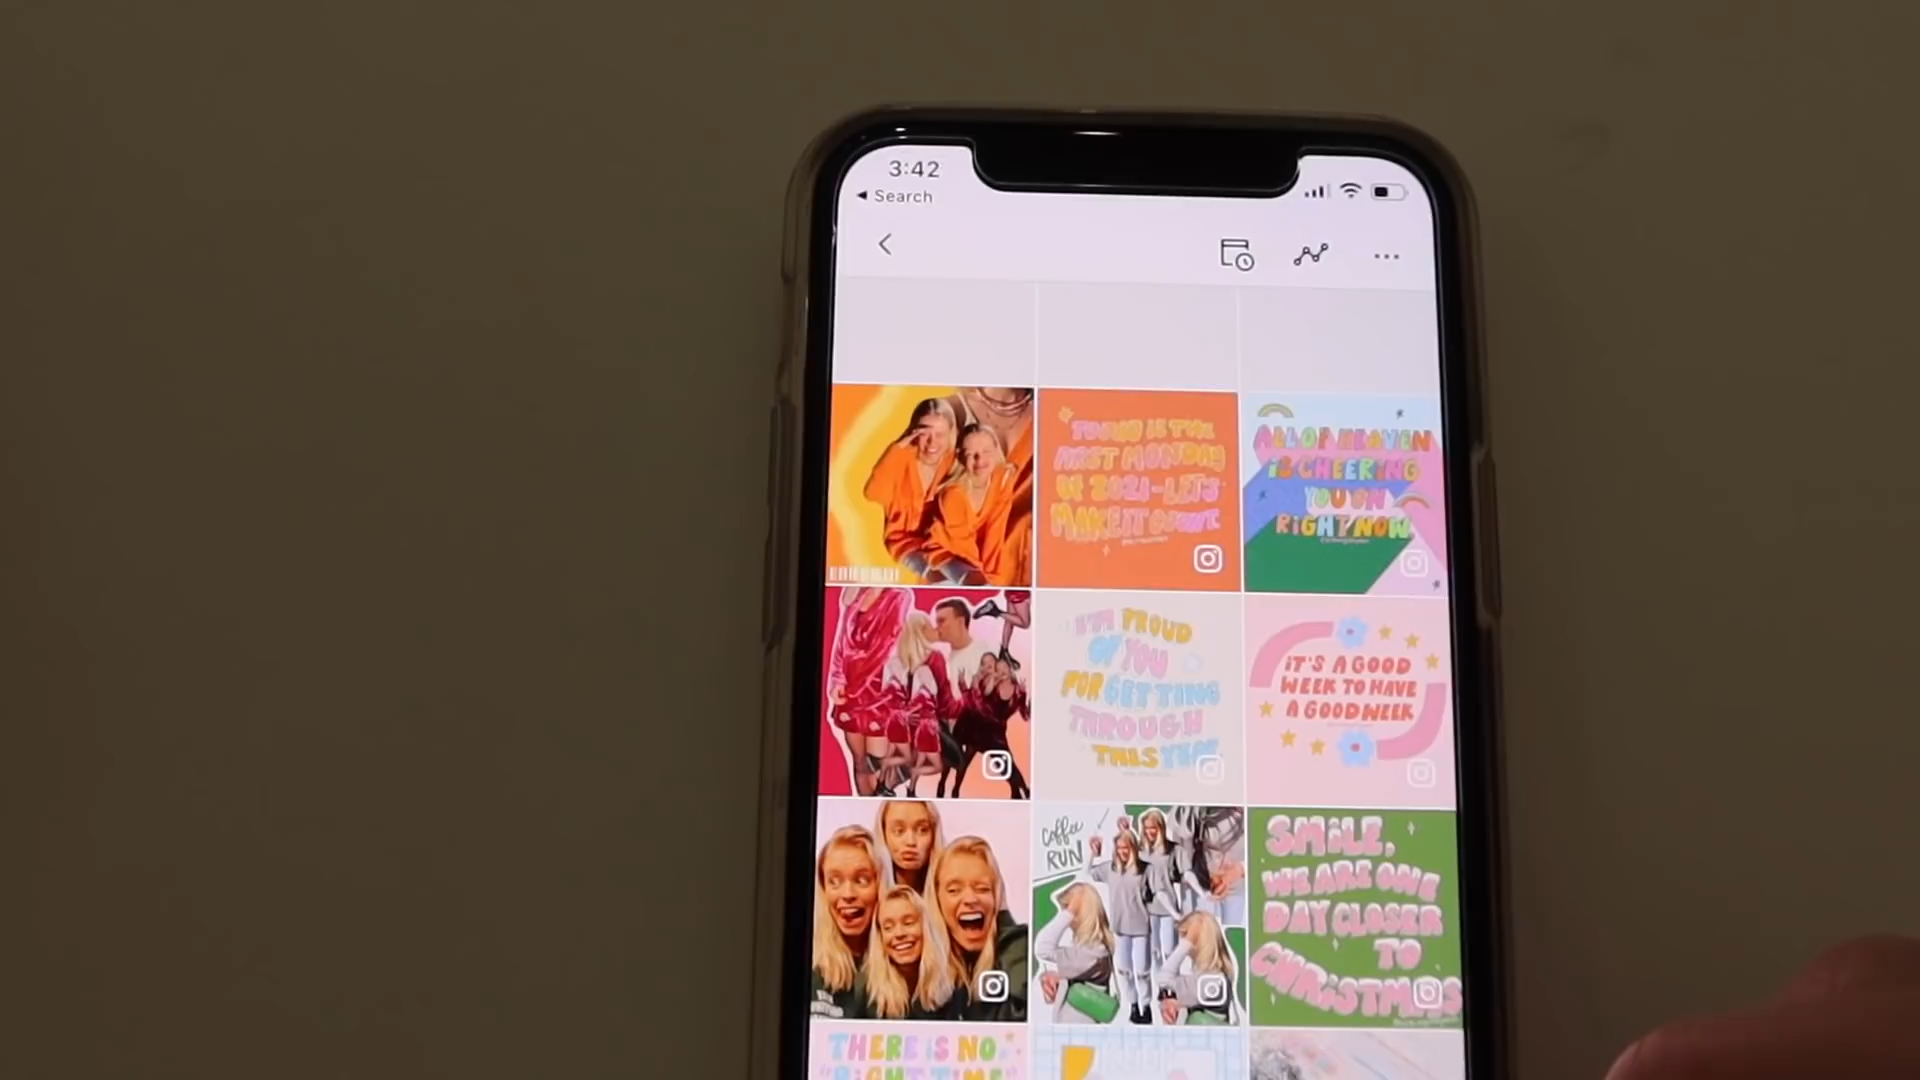 3:42
◀ Search
TODAY IS THE
FIRST MONDAY
OF 2021-LET'S
MAKE IT COUNT.
ALL OF HEAVEN
IS CHEERING
YOU ON
RIGHT NOW
I'M PROUD
OF YOU
FOR GETTING
THROUGH
THIS YEAR
IT'S A GOOD
WEEK TO HAVE
A GOOD WEEK
coffee
RUN
SMILE,
WE ARE ONE
DAY CLOSER
TO
CHRISTMAS
THERE IS NO
"RIGHT TIME"